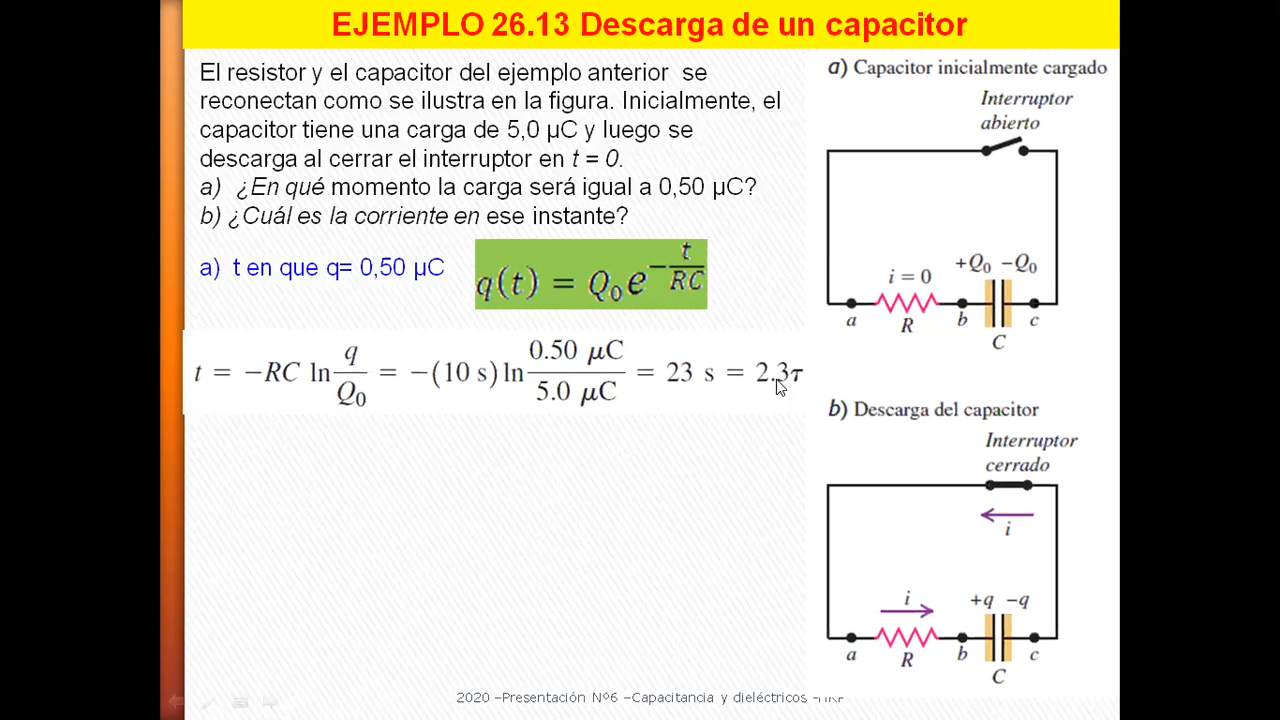 EJEMPLO 26.13 Descarga de un capacitor
El resistor y el capacitor del ejemplo anterior se
reconectan como se ilustra en la figura. Inicialmente, el
capacitor tiene una carga de 5,0 µC y luego se
descarga al cerrar el interruptor en t = 0.
a) ¿En qué momento la carga será igual a 0,50 µC?
b) ¿Cuál es la corriente en ese instante?
a) t en que q= 0,50 µC
q(t) = Q₀e^(−t/RC)
t = −RC ln q/Q₀ = −(10 s) ln 0.50 µC/5.0 µC = 23 s = 2.3τ
a) Capacitor inicialmente cargado
Interruptor
abierto
+Q₀ −Q₀
i = 0
a R b C c
b) Descarga del capacitor
Interruptor
cerrado
i
i +q −q
a R b C c
2020 –Presentación Nº6 –Capacitancia y dieléctricos